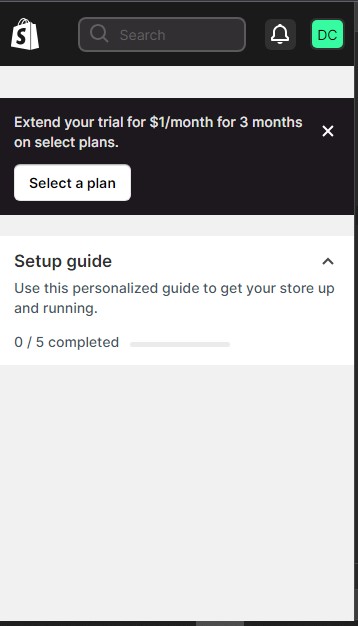 Search
DC
Extend your trial for $1/month for 3 months
on select plans.
Select a plan
Setup guide
Use this personalized guide to get your store up
and running.
0 / 5 completed